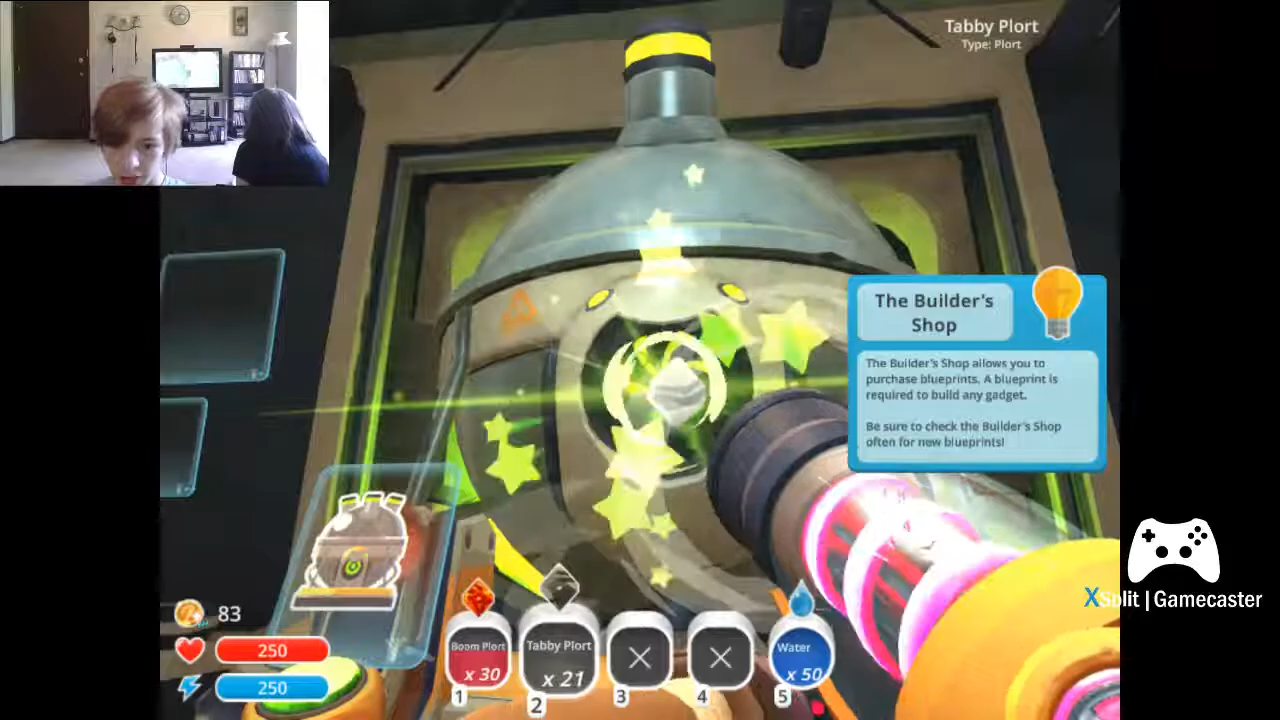 Tabby Plort
Type: Plort
The Builder's
Shop
The Builder's Shop allows you to
purchase blueprints. A blueprint is
required to build any gadget.
Be sure to check the Builder's Shop
often for new blueprints!
XSplit | Gamecaster
83
250
250
Boom Plort
x 30
1
Tabby Plort
x 21
2
3
4
Water
x 50
5